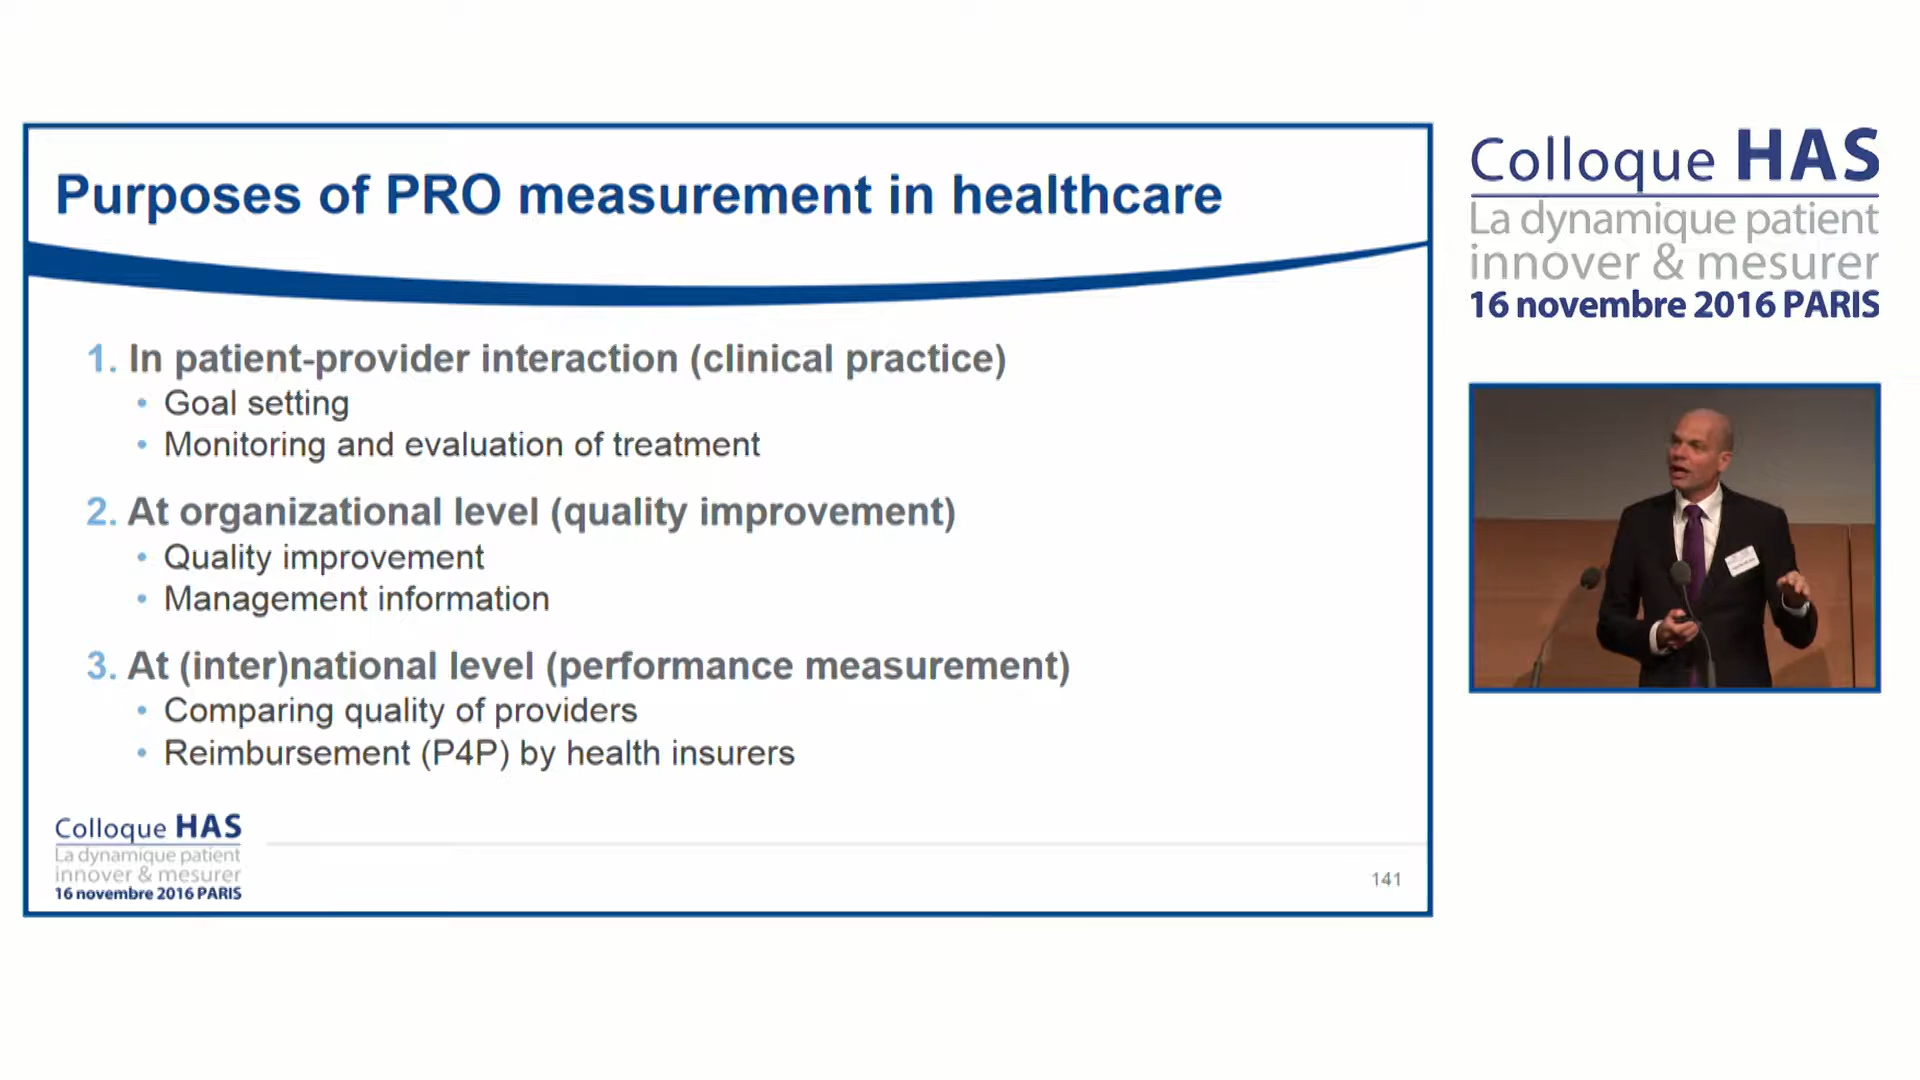 Purposes of PRO measurement in healthcare
1. In patient-provider interaction (clinical practice)
• Goal setting
• Monitoring and evaluation of treatment
2. At organizational level (quality improvement)
• Quality improvement
• Management information
3. At (inter)national level (performance measurement)
• Comparing quality of providers
• Reimbursement (P4P) by health insurers
Colloque HAS
La dynamique patient
innover & mesurer
16 novembre 2016 PARIS
141
Colloque HAS
La dynamique patient
innover & mesurer
16 novembre 2016 PARIS